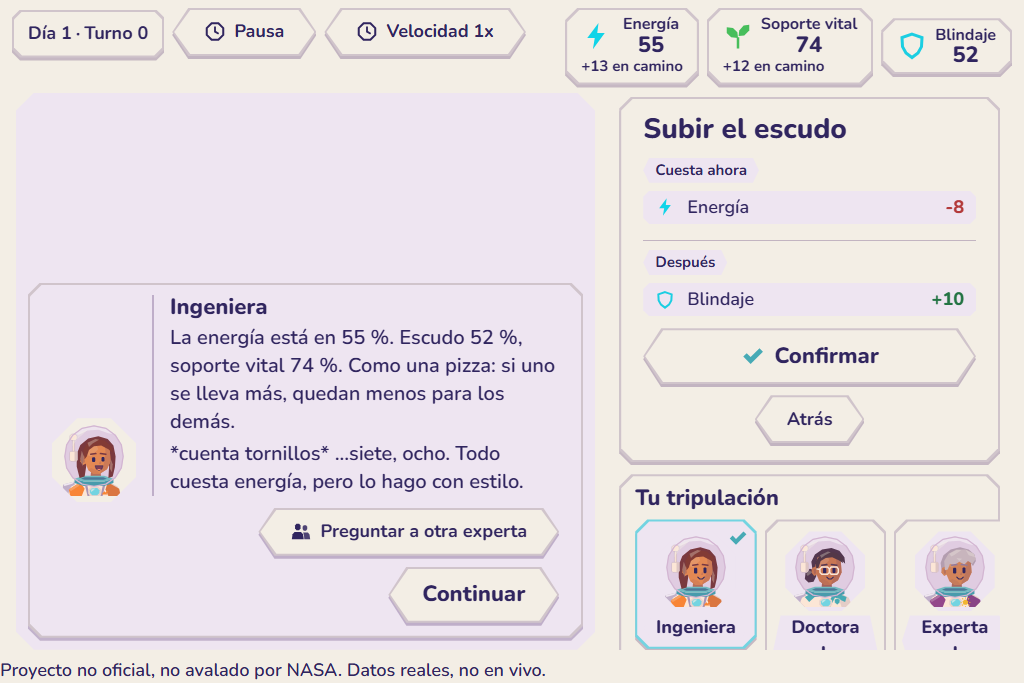 Día 1 · Turno 0
Pausa
Velocidad 1x
Energía
55
+13 en camino
Soporte vital
74
+12 en camino
Blindaje
52
Ingeniera
La energía está en 55 %. Escudo 52 %,
soporte vital 74 %. Como una pizza: si uno
se lleva más, quedan menos para los
demás.
*cuenta tornillos* ...siete, ocho. Todo
cuesta energía, pero lo hago con estilo.
Preguntar a otra experta
Continuar
Subir el escudo
Cuesta ahora
Energía -8
Después
Blindaje +10
Confirmar
Atrás
Tu tripulación
Ingeniera
Doctora
Experta
Proyecto no oficial, no avalado por NASA. Datos reales, no en vivo.